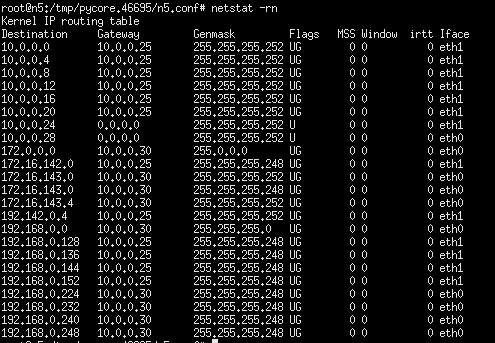 root@n5:/tmp/pycore.46695/n5.conf# netstat -rn
Kernel IP routing table
Destination Gateway Genmask Flags MSS Window irtt Iface
10.0.0.0 10.0.0.25 255.255.255.252 UG 0 0 0 eth1
10.0.0.4 10.0.0.25 255.255.255.252 UG 0 0 0 eth1
10.0.0.8 10.0.0.25 255.255.255.252 UG 0 0 0 eth1
10.0.0.12 10.0.0.25 255.255.255.252 UG 0 0 0 eth1
10.0.0.16 10.0.0.25 255.255.255.252 UG 0 0 0 eth1
10.0.0.20 10.0.0.25 255.255.255.252 UG 0 0 0 eth1
10.0.0.24 0.0.0.0 255.255.255.252 U 0 0 0 eth1
10.0.0.28 0.0.0.0 255.255.255.252 U 0 0 0 eth0
172.0.0.0 10.0.0.30 255.0.0.0 UG 0 0 0 eth0
172.16.142.0 10.0.0.25 255.255.255.248 UG 0 0 0 eth1
172.16.143.0 10.0.0.30 255.255.255.252 UG 0 0 0 eth0
172.16.143.0 10.0.0.30 255.255.255.248 UG 0 0 0 eth0
172.16.143.4 10.0.0.30 255.255.255.252 UG 0 0 0 eth0
192.142.0.4 10.0.0.25 255.255.255.252 UG 0 0 0 eth1
192.168.0.0 10.0.0.30 255.255.255.0 UG 0 0 0 eth0
192.168.0.128 10.0.0.25 255.255.255.248 UG 0 0 0 eth1
192.168.0.136 10.0.0.25 255.255.255.248 UG 0 0 0 eth1
192.168.0.144 10.0.0.25 255.255.255.248 UG 0 0 0 eth1
192.168.0.152 10.0.0.25 255.255.255.248 UG 0 0 0 eth1
192.168.0.224 10.0.0.30 255.255.255.248 UG 0 0 0 eth0
192.168.0.232 10.0.0.30 255.255.255.248 UG 0 0 0 eth0
192.168.0.240 10.0.0.30 255.255.255.248 UG 0 0 0 eth0
192.168.0.248 10.0.0.30 255.255.255.248 UG 0 0 0 eth0